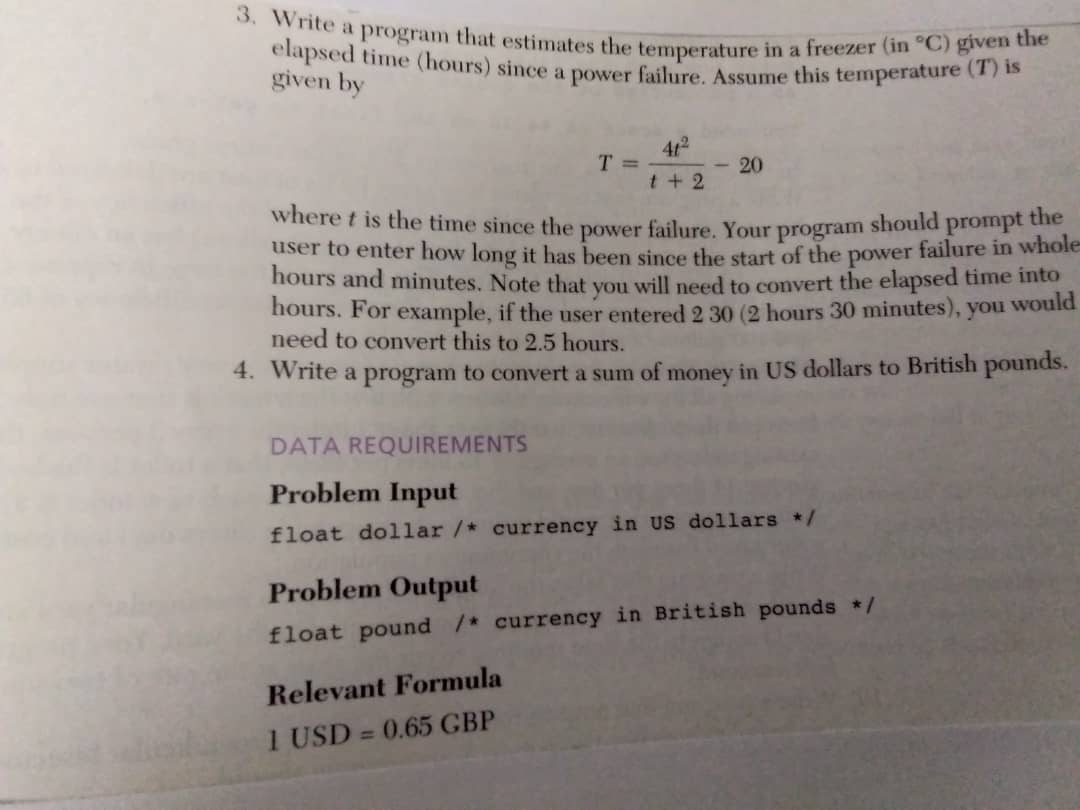 3. Write a program that estimates the temperature in a freezer (in °C) given the
elapsed time (hours) since a power failure. Assume this temperature (T) is
given by
T = 4t² / t + 2 − 20
where t is the time since the power failure. Your program should prompt the
user to enter how long it has been since the start of the power failure in whole
hours and minutes. Note that you will need to convert the elapsed time into
hours. For example, if the user entered 2 30 (2 hours 30 minutes), you would
need to convert this to 2.5 hours.
4. Write a program to convert a sum of money in US dollars to British pounds.
DATA REQUIREMENTS
Problem Input
float dollar /* currency in US dollars */
Problem Output
float pound /* currency in British pounds */
Relevant Formula
1 USD = 0.65 GBP